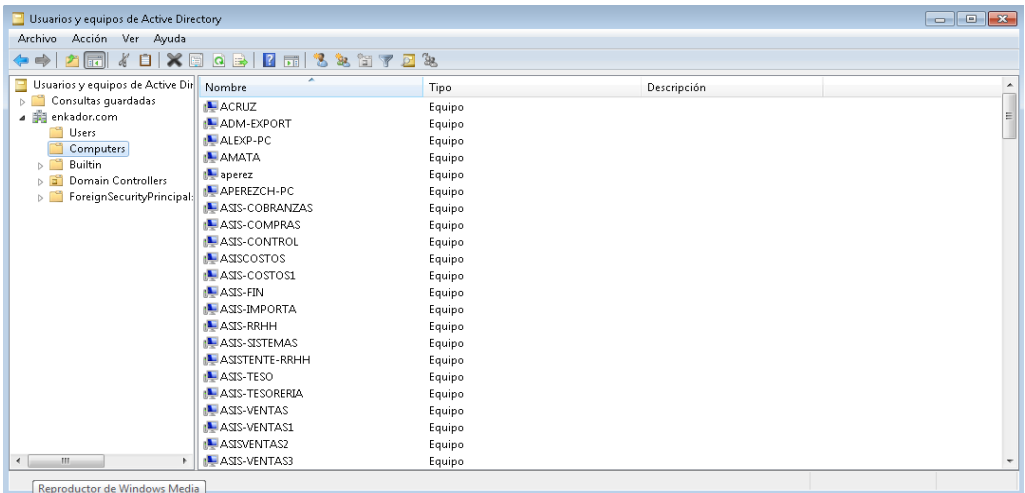 Usuarios y equipos de Active Directory
Archivo Acción Ver Ayuda
Usuarios y equipos de Active Dir
Consultas guardadas
enkador.com
Users
Computers
Builtin
Domain Controllers
ForeignSecurityPrincipal:
Nombre Tipo Descripción
ACRUZ Equipo
ADM-EXPORT Equipo
ALEXP-PC Equipo
AMATA Equipo
aperez Equipo
APEREZCH-PC Equipo
ASIS-COBRANZAS Equipo
ASIS-COMPRAS Equipo
ASIS-CONTROL Equipo
ASISCOSTOS Equipo
ASIS-COSTOS1 Equipo
ASIS-FIN Equipo
ASIS-IMPORTA Equipo
ASIS-RRHH Equipo
ASIS-SISTEMAS Equipo
ASISTENTE-RRHH Equipo
ASIS-TESO Equipo
ASIS-TESORERIA Equipo
ASIS-VENTAS Equipo
ASIS-VENTAS1 Equipo
ASISVENTAS2 Equipo
ASIS-VENTAS3 Equipo
Reproductor de Windows Media